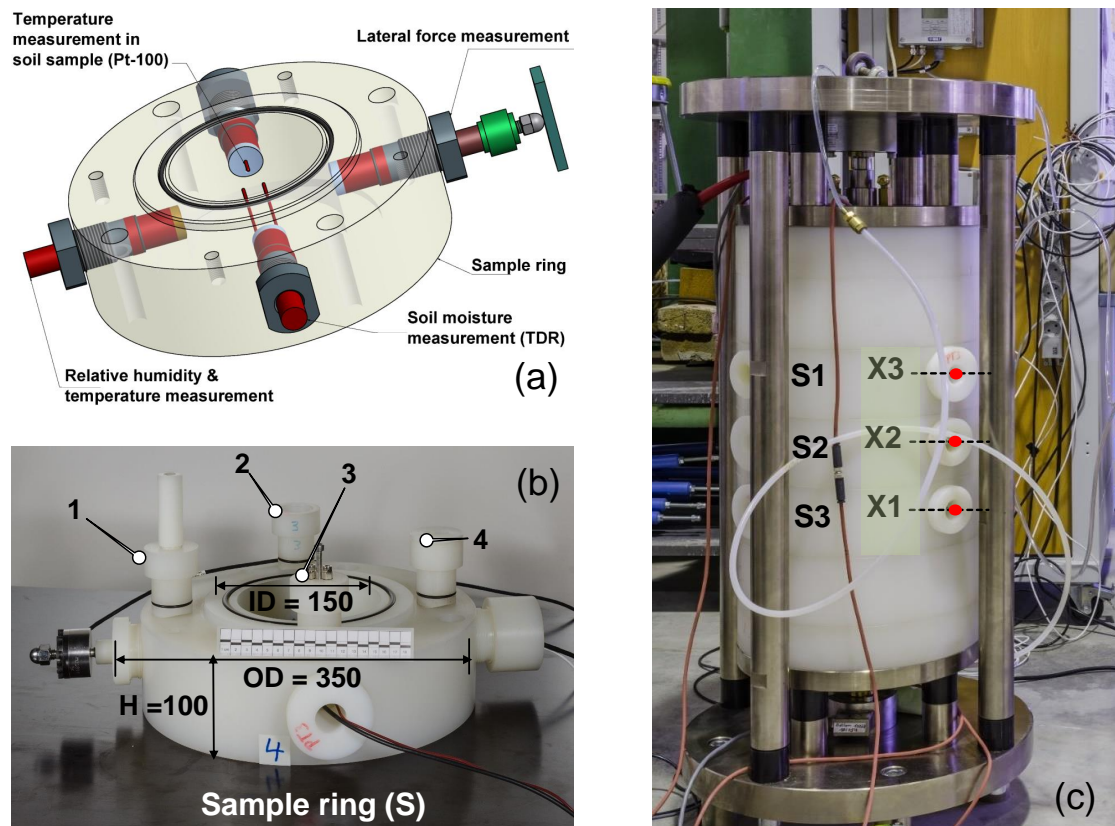 Temperature
measurement in
soil sample (Pt-100)
Lateral force measurement
Sample ring
Soil moisture
measurement (TDR)
Relative humidity &
temperature measurement
(a)
(b)
1
2
3
4
3
ID = 150
OD = 350
H =100
PT3
4
Sample ring (S)
S1
X3
S2
X2
S3
X1
(c)